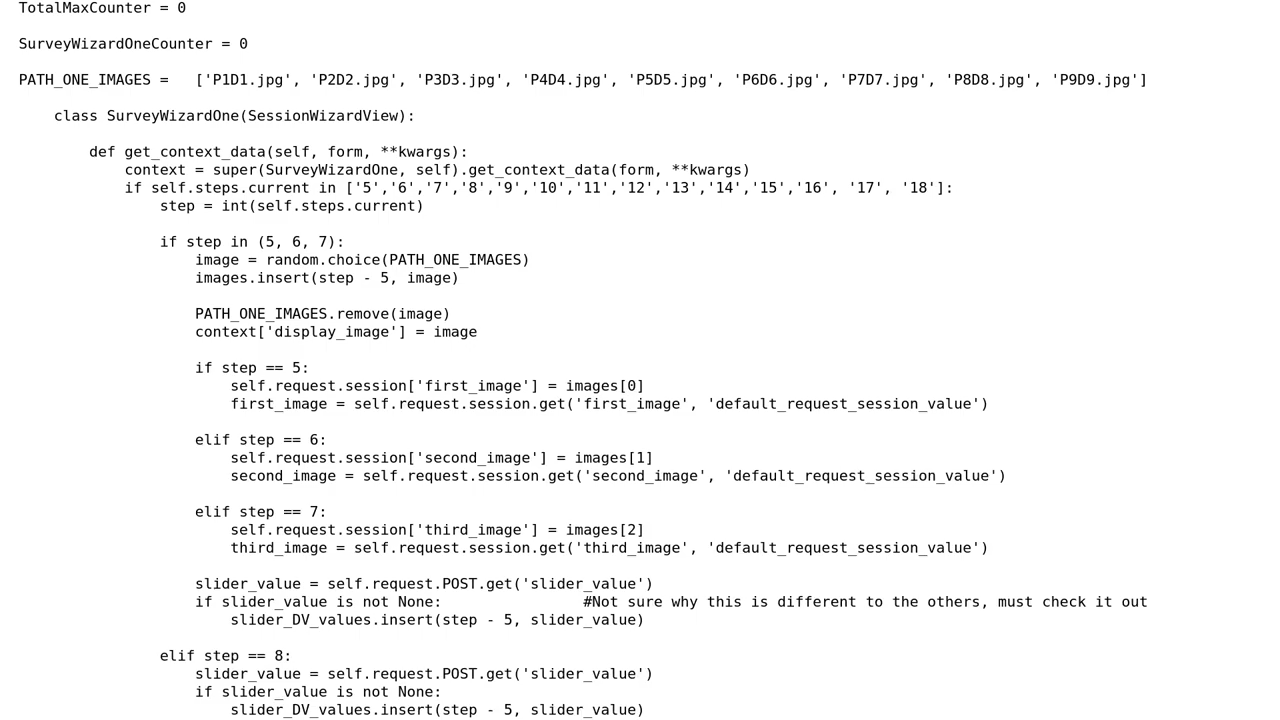 TotalMaxCounter = 0
SurveyWizardOneCounter = 0
PATH_ONE_IMAGES =   ['P1D1.jpg', 'P2D2.jpg', 'P3D3.jpg', 'P4D4.jpg', 'P5D5.jpg', 'P6D6.jpg', 'P7D7.jpg', 'P8D8.jpg', 'P9D9.jpg']
    class SurveyWizardOne(SessionWizardView):
        def get_context_data(self, form, **kwargs):
            context = super(SurveyWizardOne, self).get_context_data(form, **kwargs)
            if self.steps.current in ['5','6','7','8','9','10','11','12','13','14','15','16', '17', '18']:
                step = int(self.steps.current)
                if step in (5, 6, 7):
                    image = random.choice(PATH_ONE_IMAGES)
                    images.insert(step - 5, image)
                    PATH_ONE_IMAGES.remove(image)
                    context['display_image'] = image
                    if step == 5:
                        self.request.session['first_image'] = images[0]
                        first_image = self.request.session.get('first_image', 'default_request_session_value')
                    elif step == 6:
                        self.request.session['second_image'] = images[1]
                        second_image = self.request.session.get('second_image', 'default_request_session_value')
                    elif step == 7:
                        self.request.session['third_image'] = images[2]
                        third_image = self.request.session.get('third_image', 'default_request_session_value')
                    slider_value = self.request.POST.get('slider_value')
                    if slider_value is not None:                #Not sure why this is different to the others, must check it out
                        slider_DV_values.insert(step - 5, slider_value)
                elif step == 8:
                    slider_value = self.request.POST.get('slider_value')
                    if slider_value is not None:
                        slider_DV_values.insert(step - 5, slider_value)